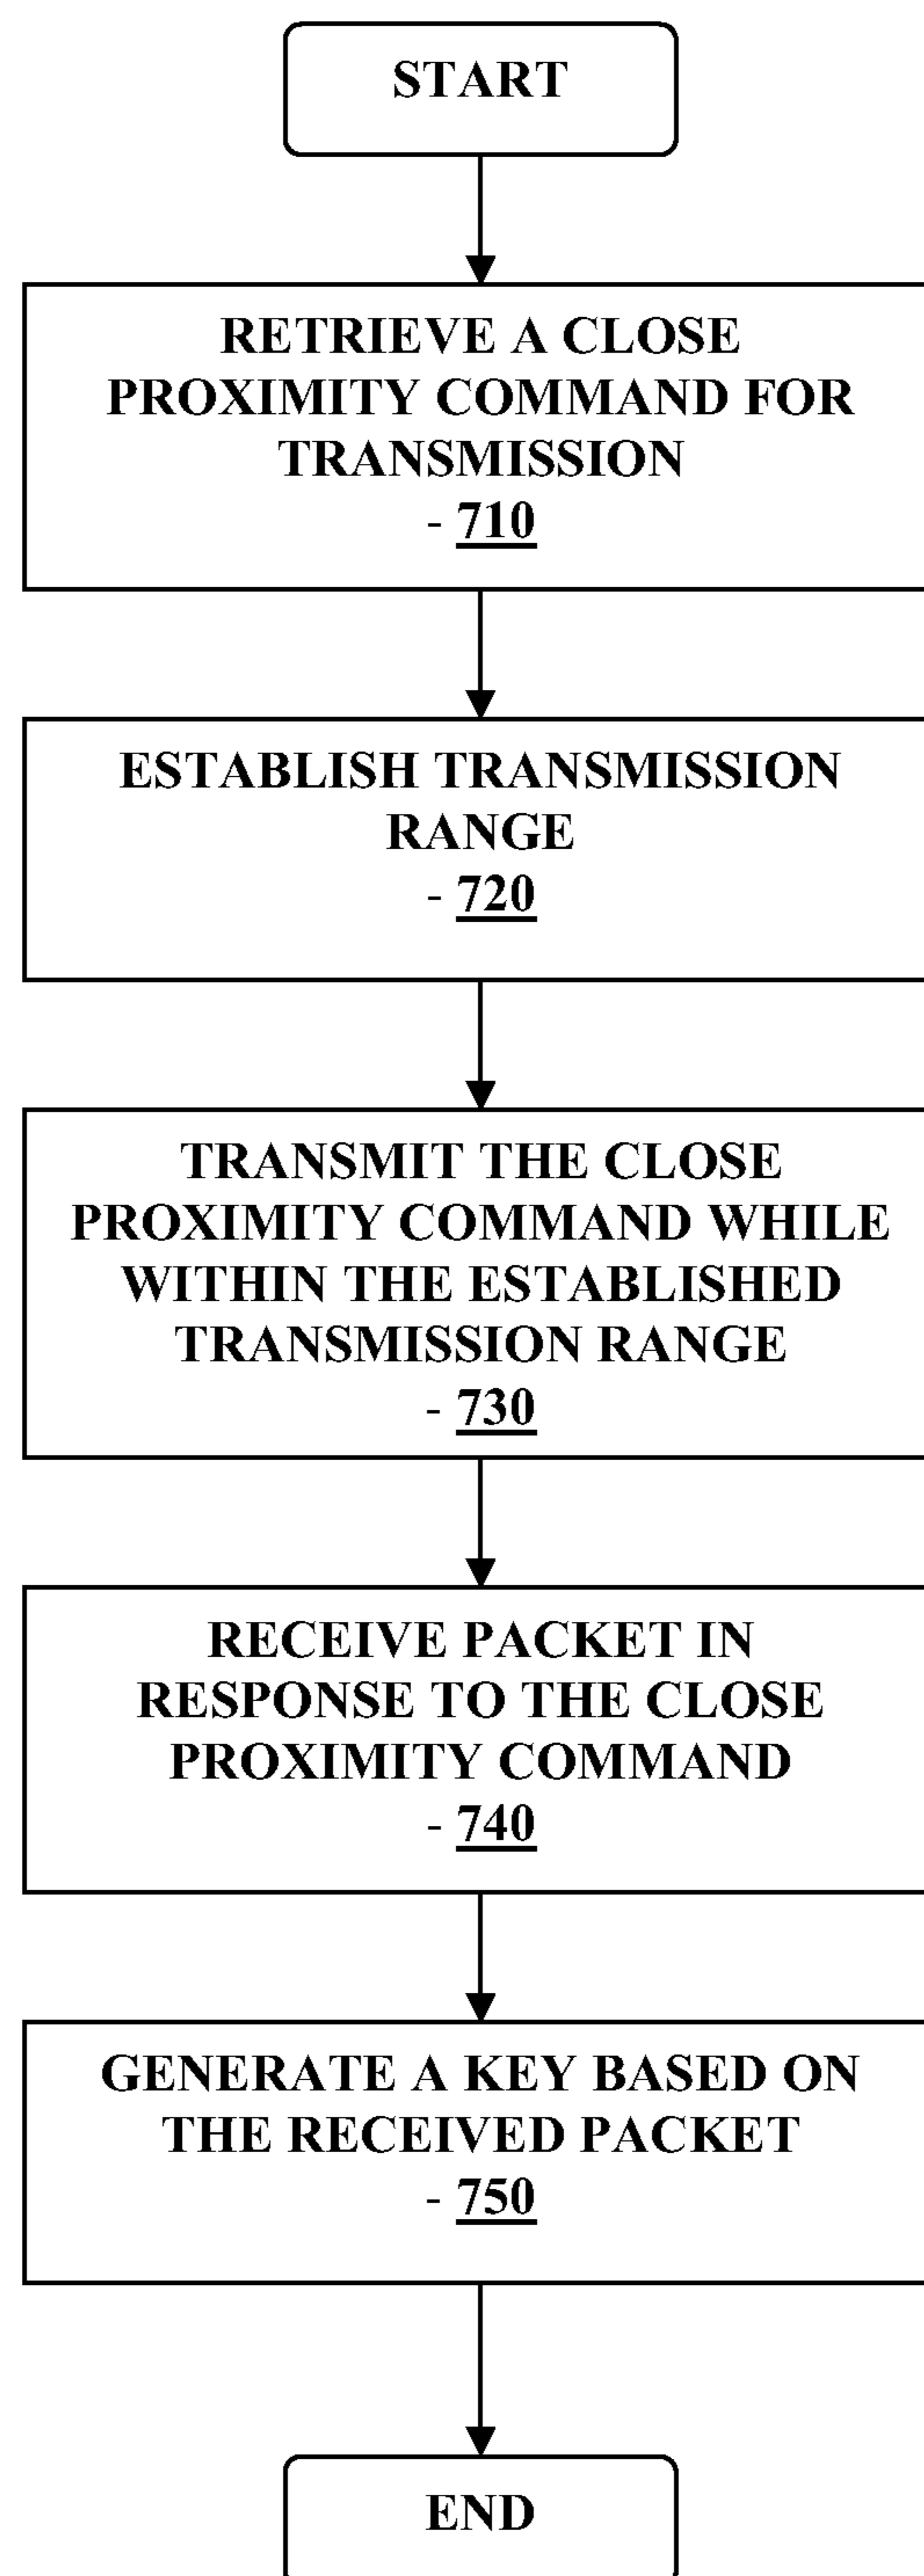 START
RETRIEVE A CLOSE
PROXIMITY COMMAND FOR
TRANSMISSION
- 710
ESTABLISH TRANSMISSION
RANGE
- 720
TRANSMIT THE CLOSE
PROXIMITY COMMAND WHILE
WITHIN THE ESTABLISHED
TRANSMISSION RANGE
- 730
RECEIVE PACKET IN
RESPONSE TO THE CLOSE
PROXIMITY COMMAND
- 740
GENERATE A KEY BASED ON
THE RECEIVED PACKET
- 750
END